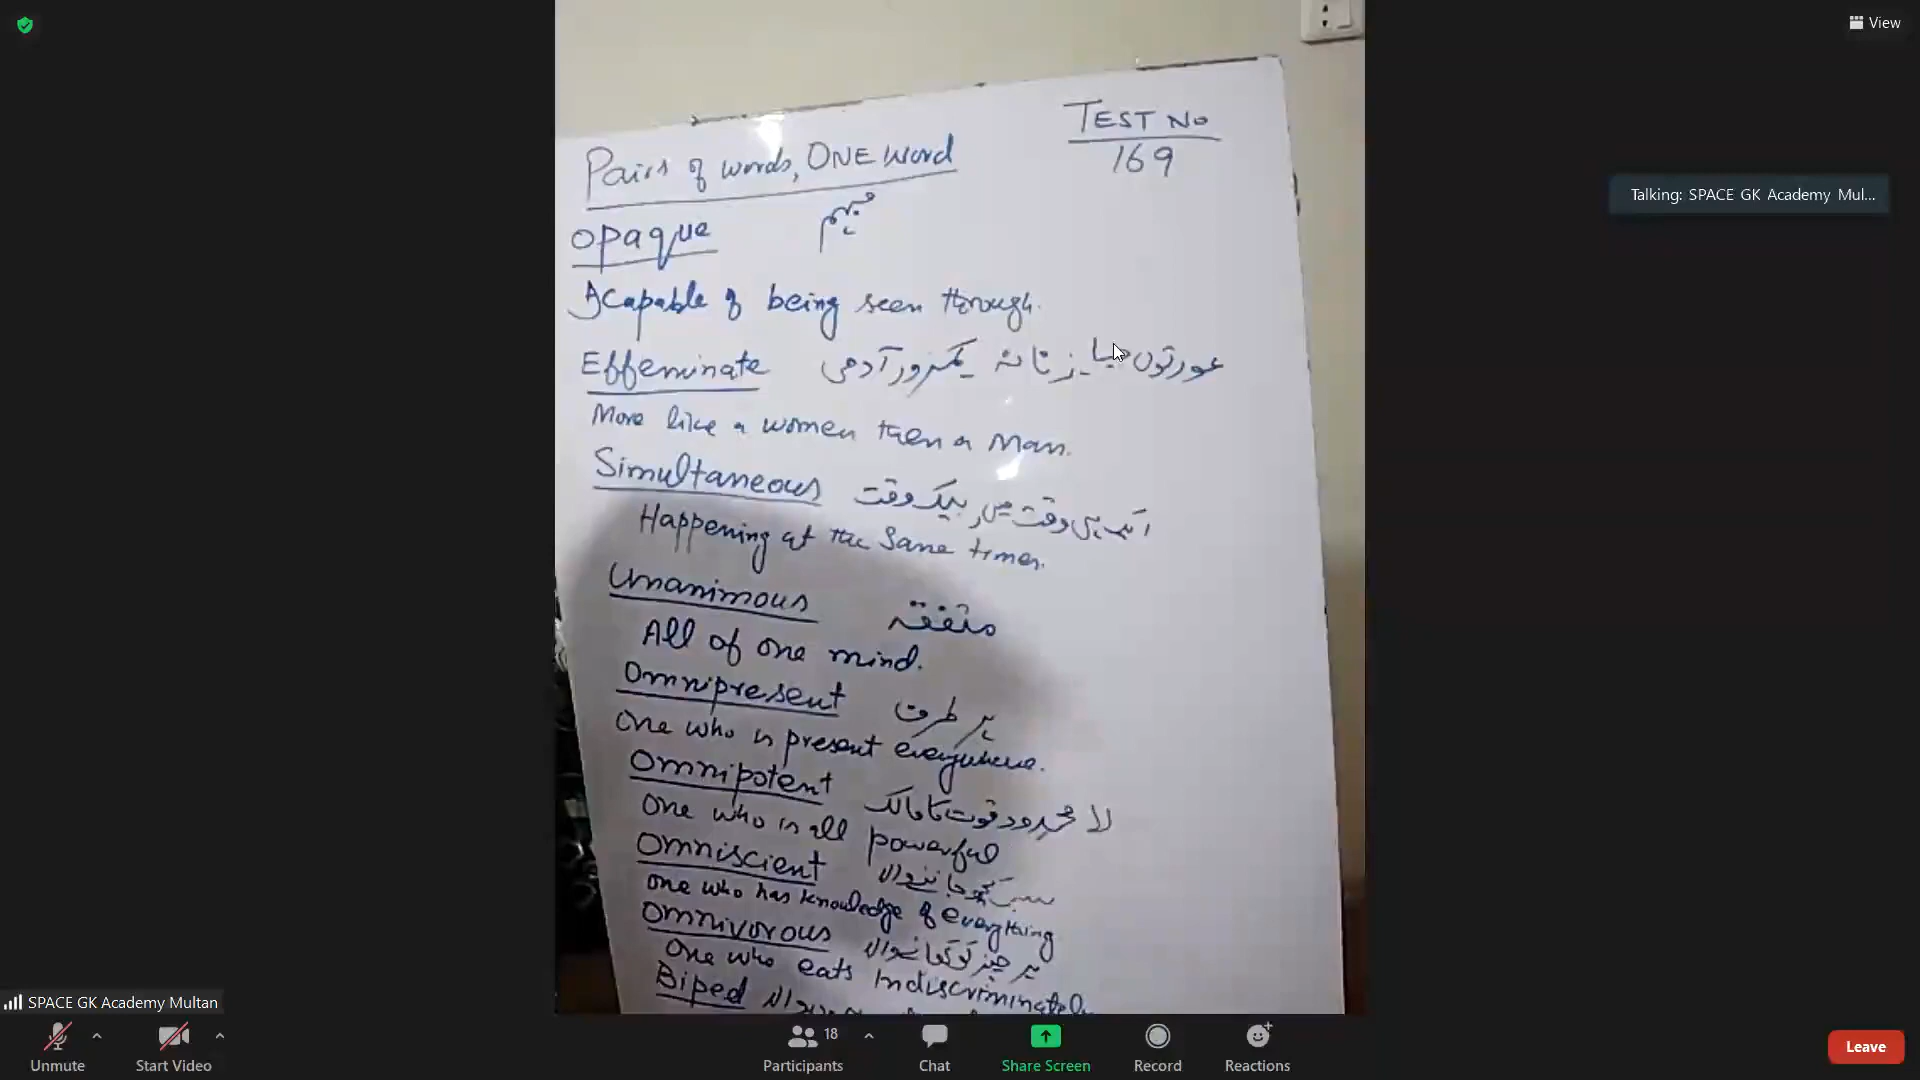 View
TEST NO
169
Pairs of words, ONE Word
Talking: SPACE GK Academy Mul...
opaque مبہم
capable of being seen through.
Effeminate عورتوں جیسا، زنانہ، کمزور آدمی
More like a women then a Man.
Simultaneous ایک ہی وقت میں، بیک وقت
Happening at the Same times.
Unanimous متفقہ
All of one mind.
Omnipresent ہر طرف
One who is present everywhere.
Omnipotent لا محدود قوت کا مالک
One who is all powerful
Omniscient سب کچھ جاننے والا
One who has knowledge of everything
Omnivorous ہر چیز کو کھانے والا
One who eats Indiscriminately
Biped
SPACE GK Academy Multan
Unmute
Start Video
18
Participants
Chat
Share Screen
Record
Reactions
Leave